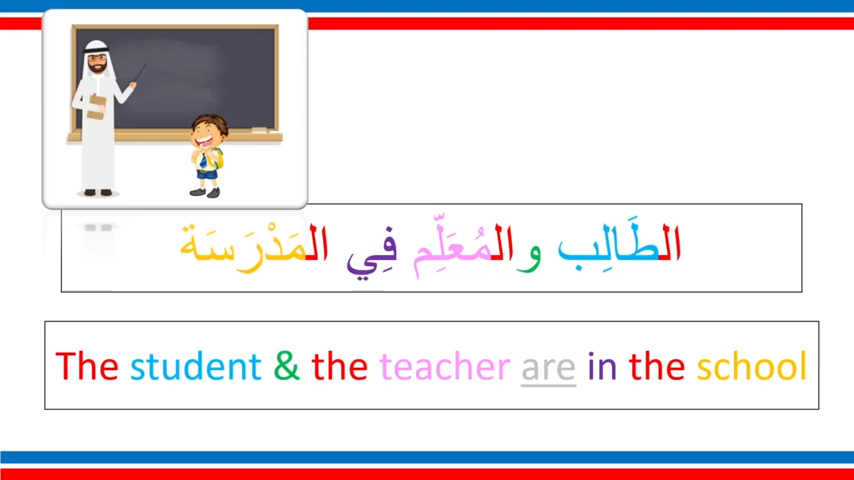 الطَالِب والمُعَلِّم فِي المَدْرَسَة
The student & the teacher are in the school